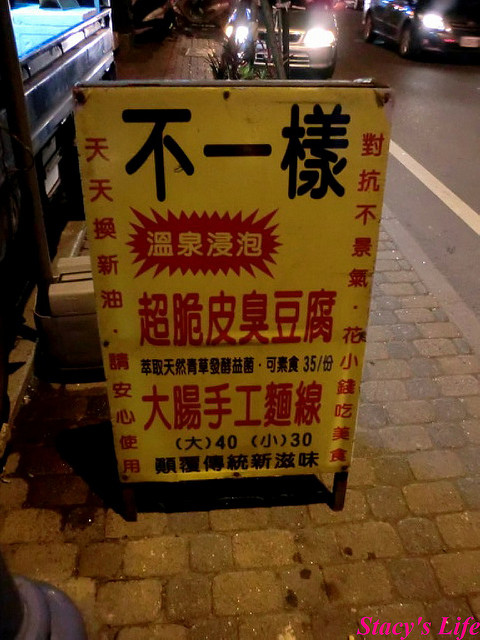 不一樣
溫泉浸泡
超脆皮臭豆腐
萃取天然青草發酵益菌·可素食 35/份
大腸手工麵線
(大)40 (小)30
顛覆傳統新滋味
天天換新油·請安心使用
對抗不景氣·花小錢吃美食
Stacy's Life